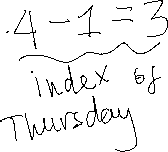 .4-1=3
index of
Thursday